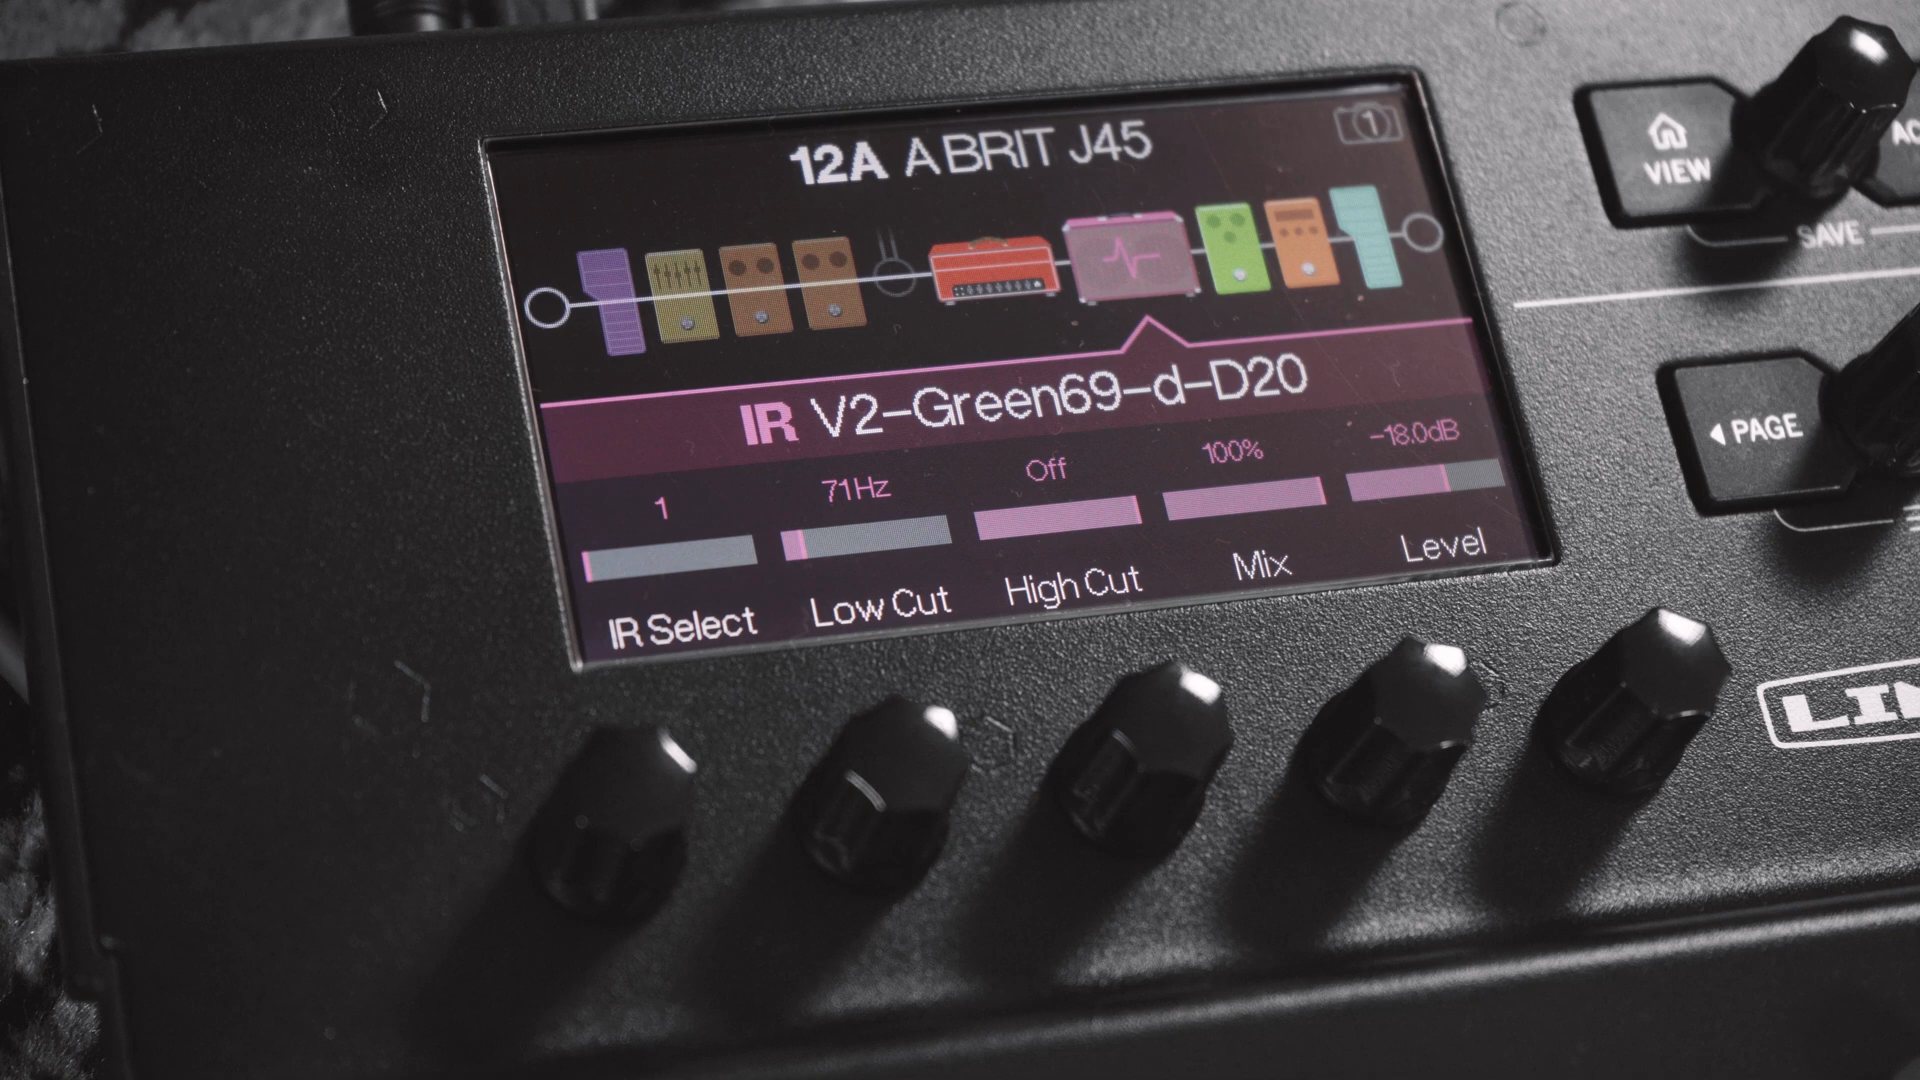 12A A BRIT J45
1
IR V2-Green69-d-D20
1 71Hz Off 100% -18.0dB
IR Select Low Cut High Cut Mix Level
VIEW
SAVE
PAGE